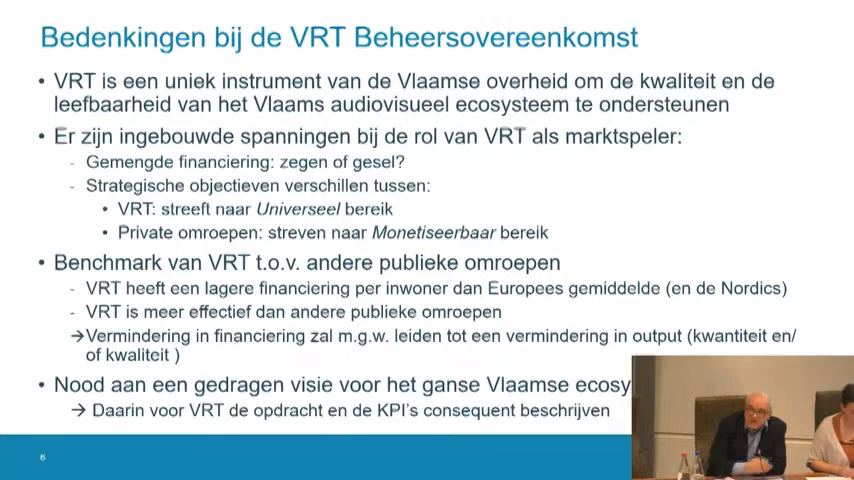 Bedenkingen bij de VRT Beheersovereenkomst
• VRT is een uniek instrument van de Vlaamse overheid om de kwaliteit en de
leefbaarheid van het Vlaams audiovisueel ecosysteem te ondersteunen
• Er zijn ingebouwde spanningen bij de rol van VRT als marktspeler:
- Gemengde financiering: zegen of gesel?
- Strategische objectieven verschillen tussen:
• VRT: streeft naar Universeel bereik
• Private omroepen: streven naar Monetiseerbaar bereik
• Benchmark van VRT t.o.v. andere publieke omroepen
- VRT heeft een lagere financiering per inwoner dan Europees gemiddelde (en de Nordics)
- VRT is meer effectief dan andere publieke omroepen
→Vermindering in financiering zal m.g.w. leiden tot een vermindering in output (kwantiteit en/
of kwaliteit )
• Nood aan een gedragen visie voor het ganse Vlaamse ecosy
→ Daarin voor VRT de opdracht en de KPI's consequent beschrijven
6